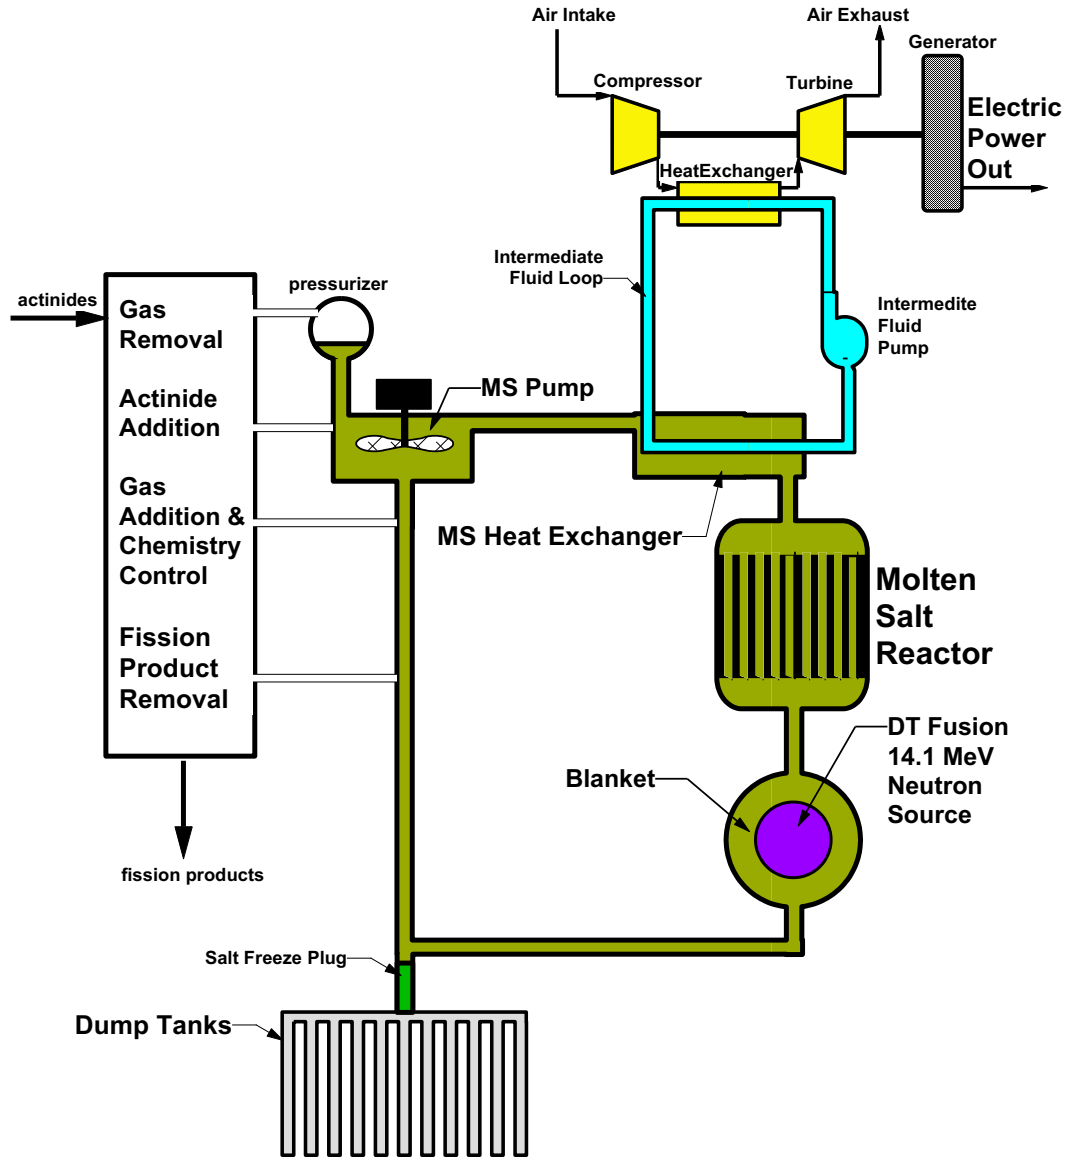 Air Intake
Air Exhaust
Generator
Compressor
Turbine
Electric
Power
Out
HeatExchanger
Intermediate
Fluid Loop
Intermedite
Fluid
Pump
actinides
pressurizer
Gas
Removal
Actinide
Addition
Gas
Addition &
Chemistry
Control
Fission
Product
Removal
MS Pump
MS Heat Exchanger
Molten
Salt
Reactor
DT Fusion
14.1 MeV
Neutron
Source
Blanket
fission products
Salt Freeze Plug
Dump Tanks